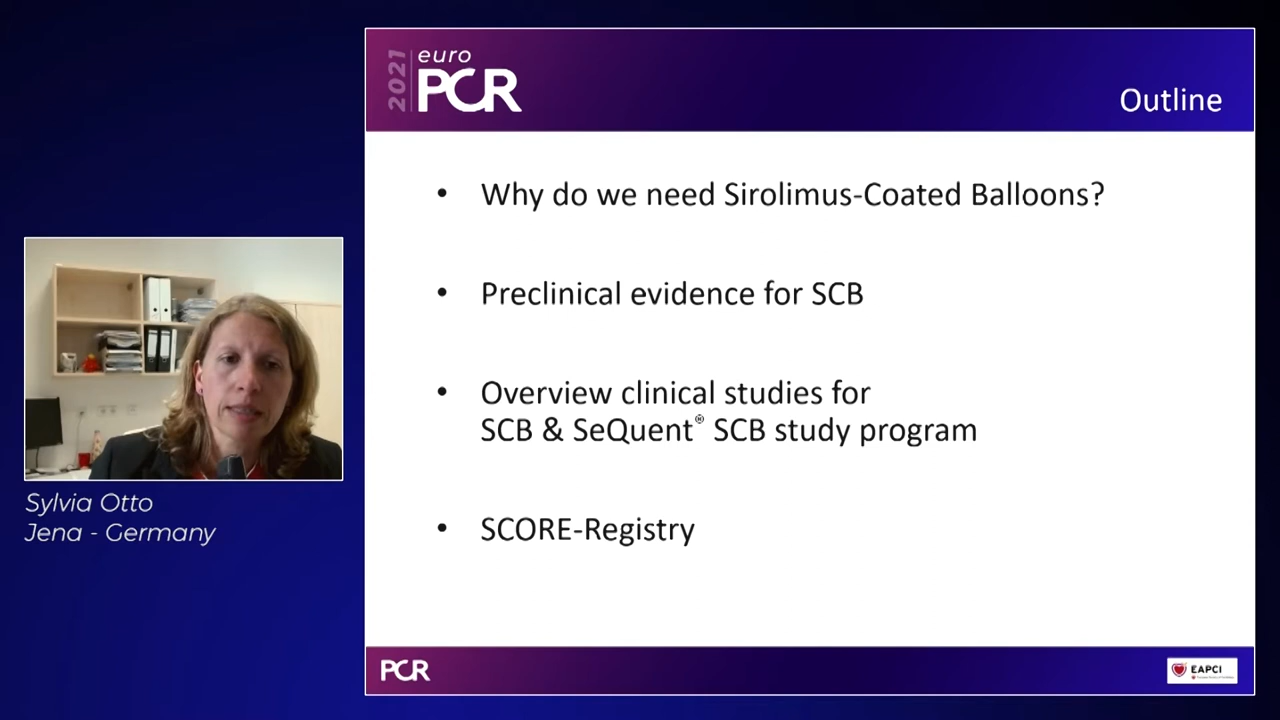 2021
euro
PCR
Outline
• Why do we need Sirolimus-Coated Balloons?
• Preclinical evidence for SCB
• Overview clinical studies for
SCB & SeQuent® SCB study program
• SCORE-Registry
Sylvia Otto
Jena - Germany
PCR
EAPCI